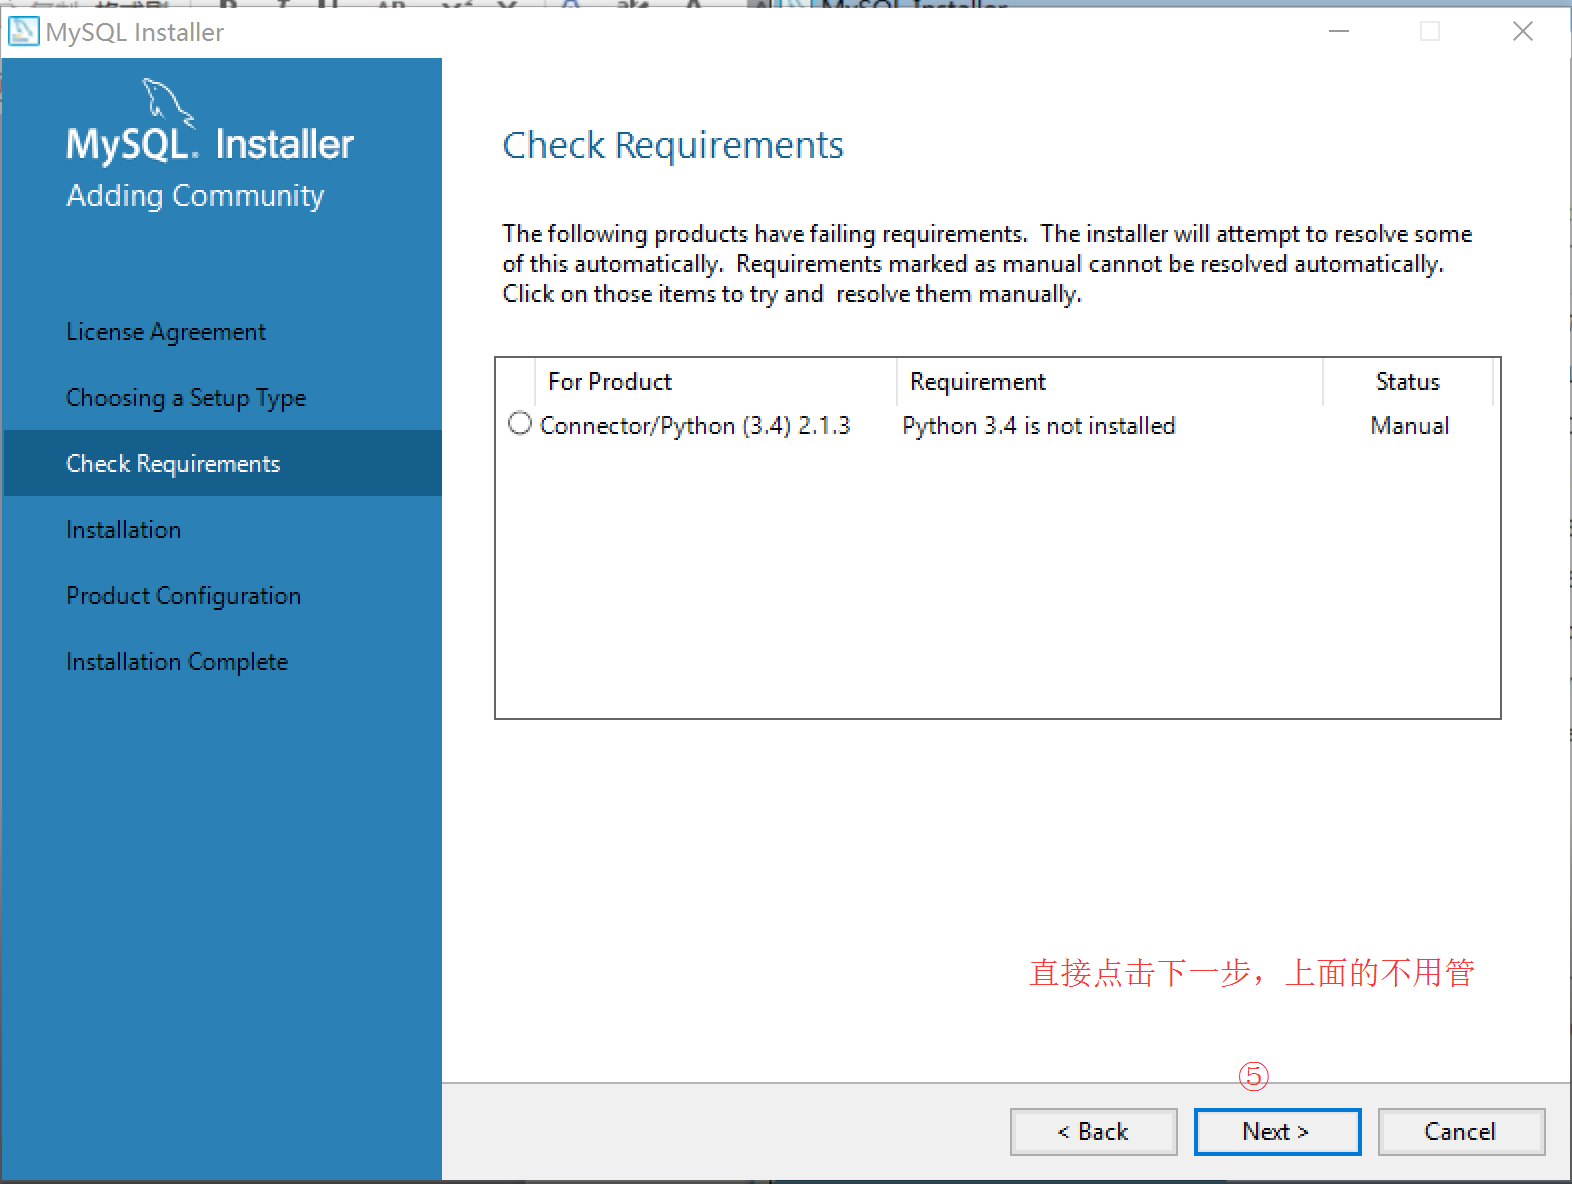 MySQL Installer
MySQL Installer
MySQL. Installer
Adding Community
License Agreement
Choosing a Setup Type
Check Requirements
Installation
Product Configuration
Installation Complete
Check Requirements
The following products have failing requirements.  The installer will attempt to resolve some
of this automatically.  Requirements marked as manual cannot be resolved automatically.
Click on those items to try and  resolve them manually.
For Product Requirement Status
Connector/Python (3.4) 2.1.3 Python 3.4 is not installed Manual
直接点击下一步，上面的不用管
⑤
< Back Next > Cancel